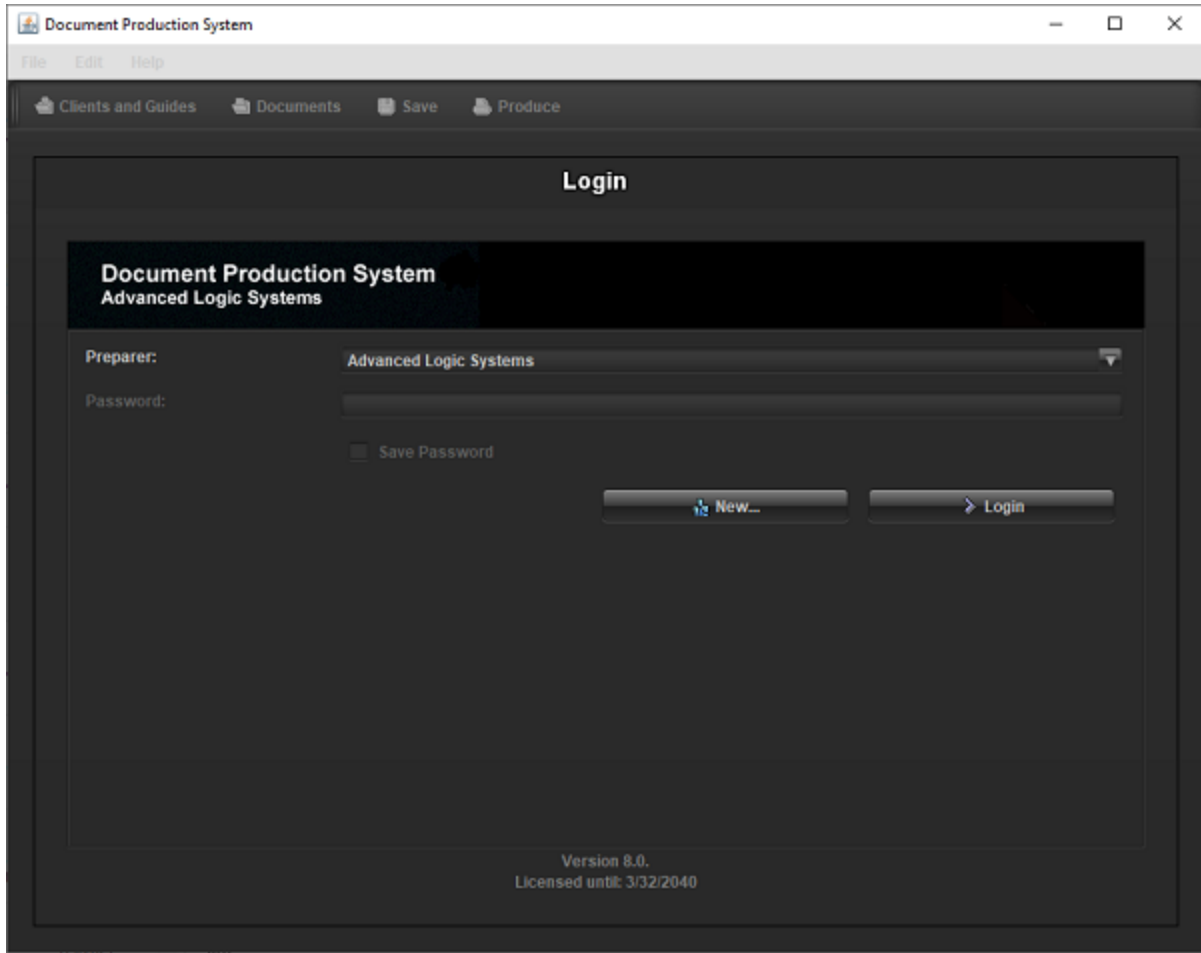 Document Production System
File Edit Help
Clients and Guides Documents Save Produce
Login
Document Production System
Advanced Logic Systems
Preparer: Advanced Logic Systems
Password:
Save Password
New... Login
Version 8.0.
Licensed until: 3/32/2040